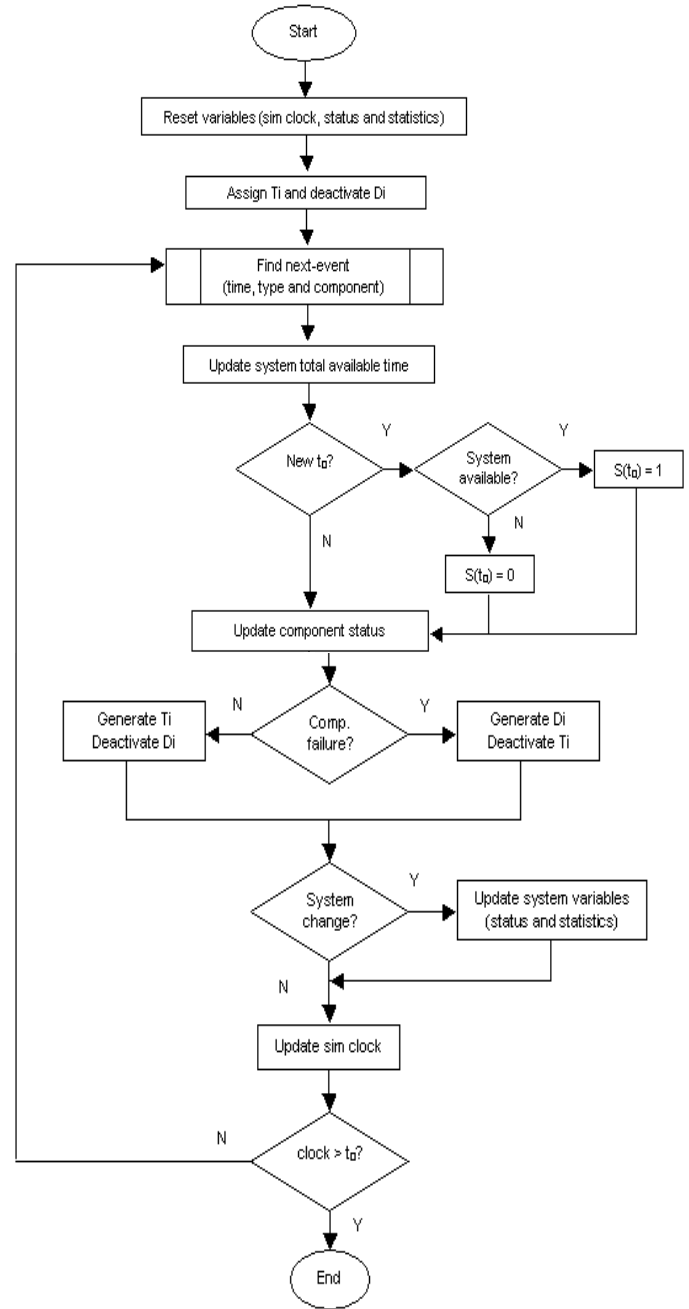 Start
Reset variables (sim clock, status and statistics)
Assign Ti and deactivate Di
Find next-event
(time, type and component)
Update system total available time
New t₀?
Y
System
available?
Y
S(t₀) = 1
N
N
S(t₀) = 0
Update component status
Comp.
failure?
N
Generate Ti
Deactivate Di
Y
Generate Di
Deactivate Ti
System
change?
Y
Update system variables
(status and statistics)
N
Update sim clock
clock > t₀?
N
Y
End